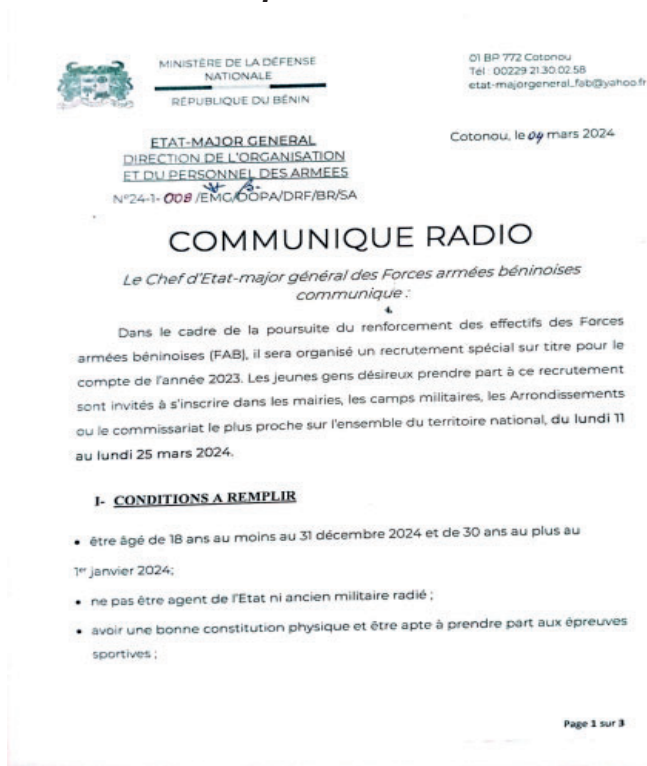 MINISTÈRE DE LA DÉFENSE
NATIONALE
RÉPUBLIQUE DU BÉNIN
01 BP 772 Cotonou
Tél : 00229 21.30.02.58
etat-majorgeneral_fab@yahoo.fr
ETAT-MAJOR GENERAL
DIRECTION DE L'ORGANISATION
ET DU PERSONNEL DES ARMEES
N°24-1-008/EMG/DOPA/DRF/BR/SA
Cotonou, le 04 mars 2024
COMMUNIQUE RADIO
Le Chef d'Etat-major général des Forces armées béninoises
communique :
Dans le cadre de la poursuite du renforcement des effectifs des Forces
armées béninoises (FAB), il sera organisé un recrutement spécial sur titre pour le
compte de l'année 2023. Les jeunes gens désireux prendre part à ce recrutement
sont invités à s'inscrire dans les mairies, les camps militaires, les Arrondissements
ou le commissariat le plus proche sur l'ensemble du territoire national, du lundi 11
au lundi 25 mars 2024.
I- CONDITIONS A REMPLIR
• être âgé de 18 ans au moins au 31 décembre 2024 et de 30 ans au plus au
1er janvier 2024;
• ne pas être agent de l'Etat ni ancien militaire radié ;
• avoir une bonne constitution physique et être apte à prendre part aux épreuves
sportives ;
Page 1 sur 3